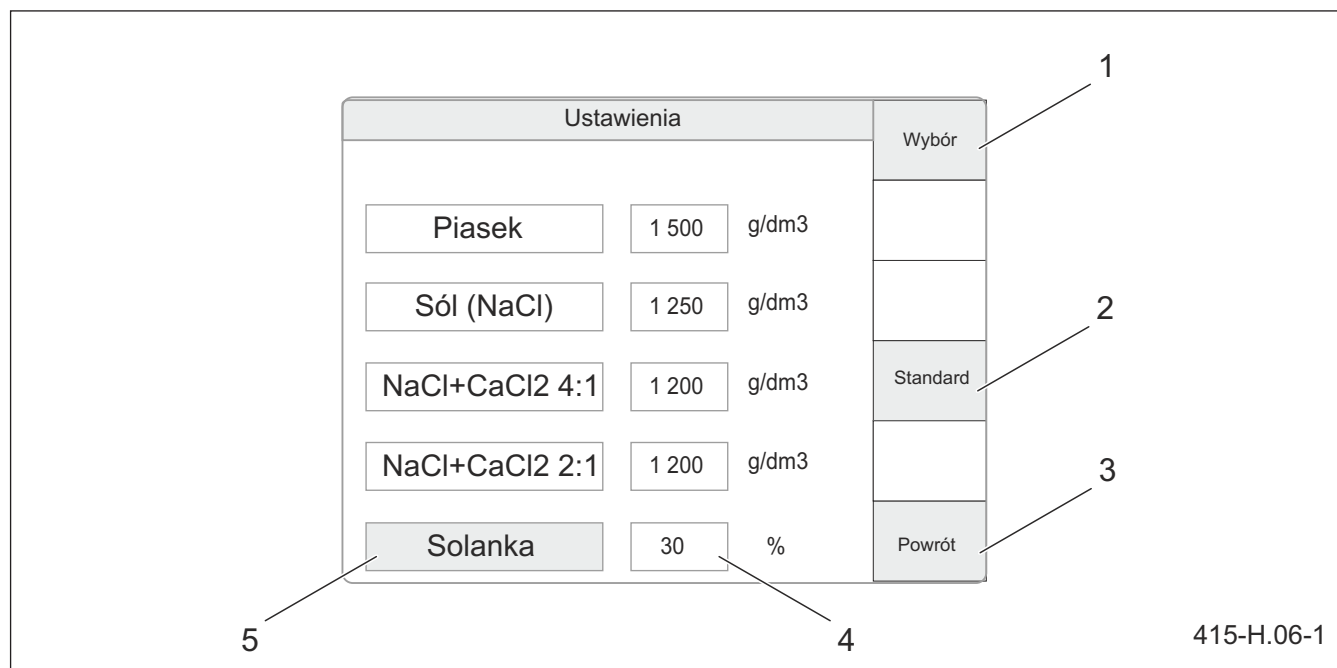 1
Ustawienia
Wybór
Piasek 1 500 g/dm3
Sól (NaCl) 1 250 g/dm3
2
NaCl+CaCl2 4:1 1 200 g/dm3
Standard
NaCl+CaCl2 2:1 1 200 g/dm3
3
Solanka 30 %
Powrót
5 4
415-H.06-1